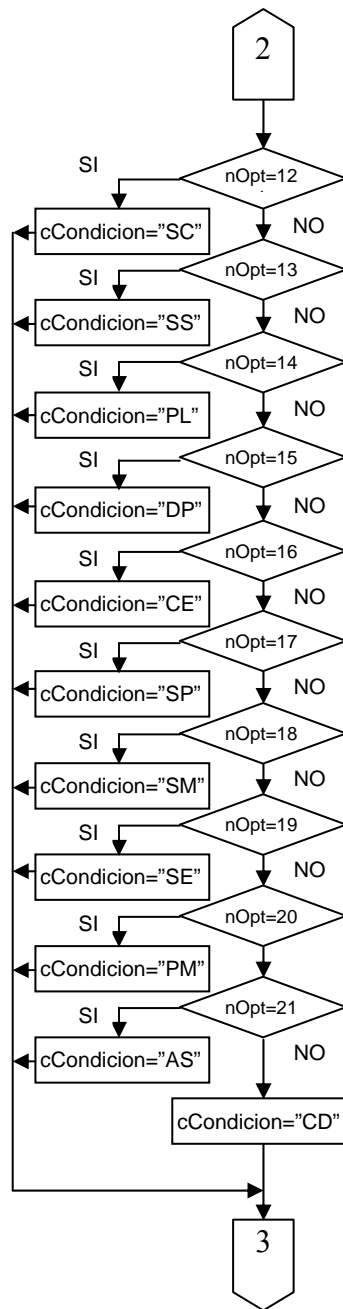 2
SI
nOpt=12
cCondicion="SC"
NO
SI
nOpt=13
cCondicion="SS"
NO
SI
nOpt=14
cCondicion="PL"
NO
SI
nOpt=15
cCondicion="DP"
NO
SI
nOpt=16
cCondicion="CE"
NO
SI
nOpt=17
cCondicion="SP"
NO
SI
nOpt=18
cCondicion="SM"
NO
SI
nOpt=19
cCondicion="SE"
NO
SI
nOpt=20
cCondicion="PM"
NO
SI
nOpt=21
cCondicion="AS"
NO
cCondicion="CD"
3